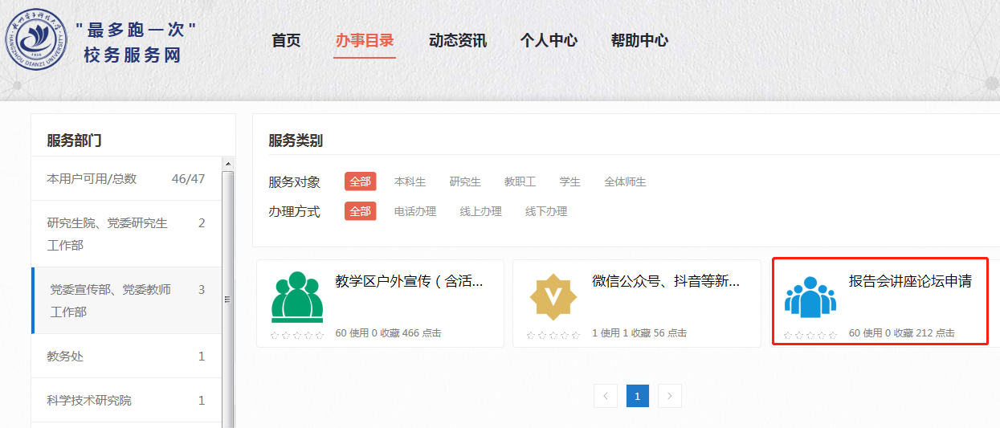 "最多跑一次"
校务服务网
HANGZHOU DIANZI UNIVERSITY
1956
首页
办事目录
动态资讯
个人中心
帮助中心
服务部门
本用户可用/总数 46/47
研究生院、党委研究生 2
工作部
党委宣传部、党委教师 3
工作部
教务处 1
科学技术研究院 1
服务类别
服务对象 全部 本科生 研究生 教职工 学生 全体师生
办理方式 全部 电话办理 线上办理 线下办理
教学区户外宣传（含活...
60 使用 0 收藏 466 点击
微信公众号、抖音等新...
1 使用 1 收藏 56 点击
报告会讲座论坛申请
60 使用 0 收藏 212 点击
1